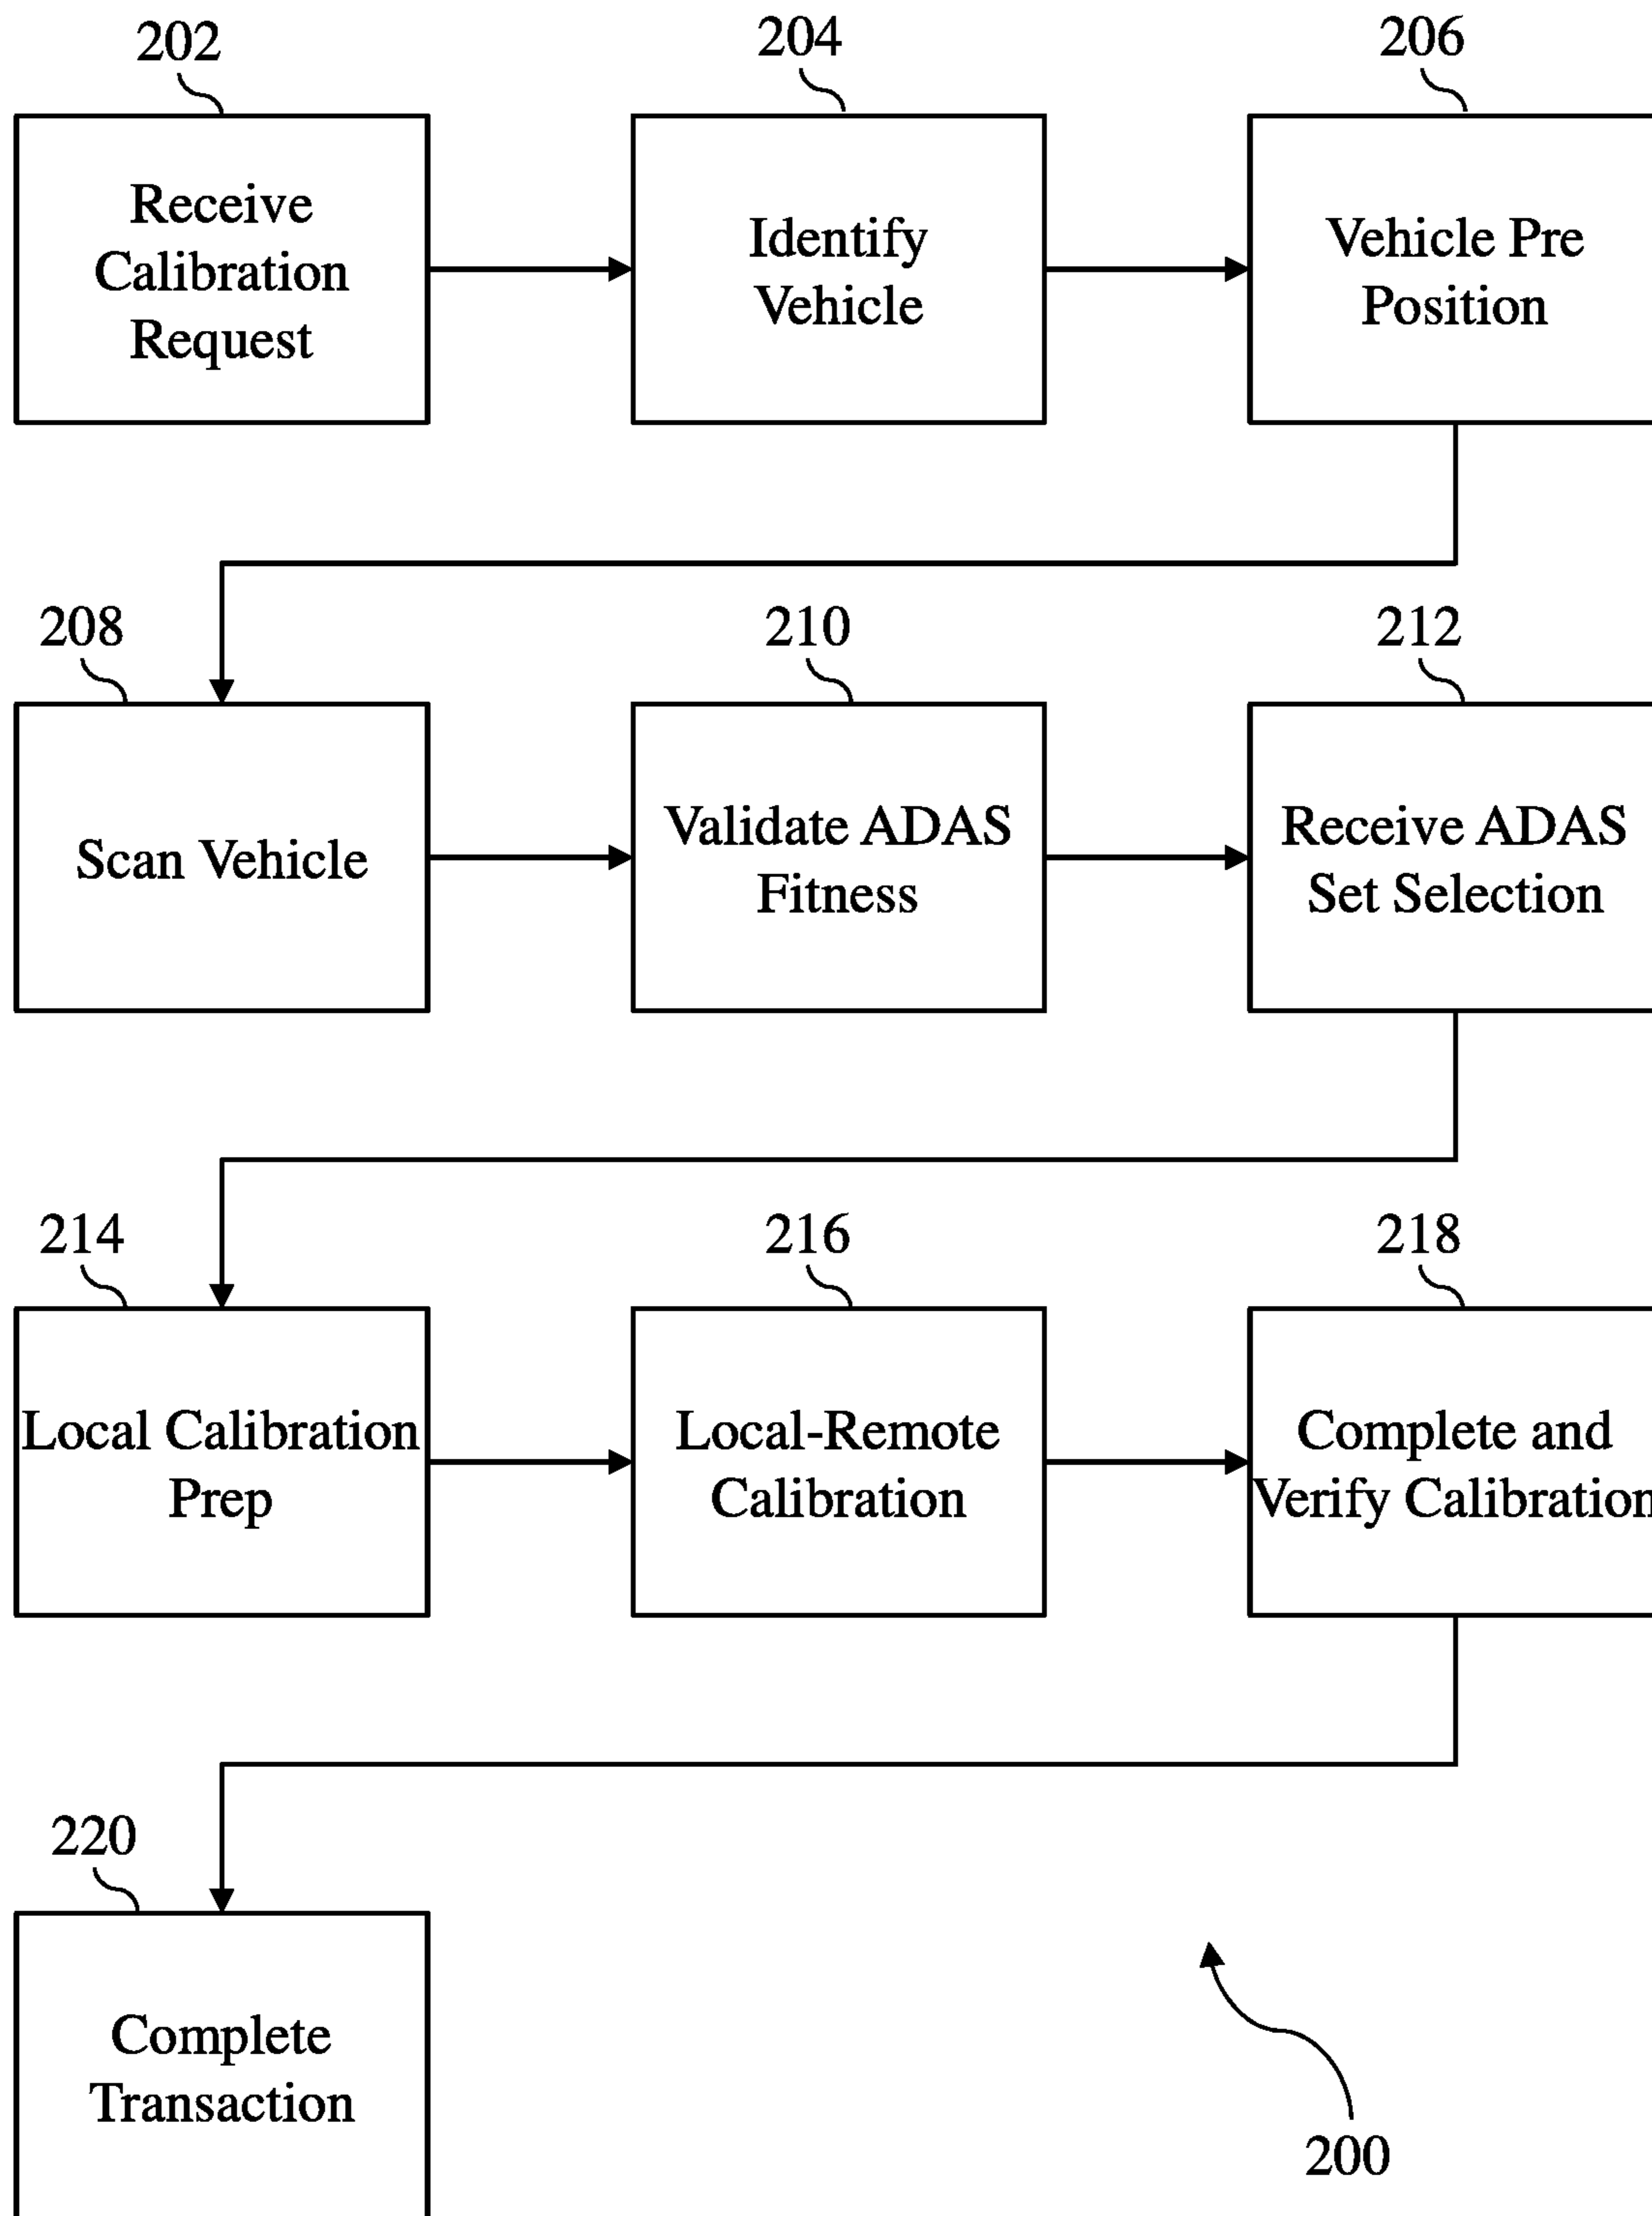 202
204
206
Receive
Calibration
Request
Identify
Vehicle
Vehicle Pre
Position
208
210
212
Scan Vehicle
Validate ADAS
Fitness
Receive ADAS
Set Selection
214
216
218
Local Calibration
Prep
Local-Remote
Calibration
Complete and
Verify Calibration
220
Complete
Transaction
200